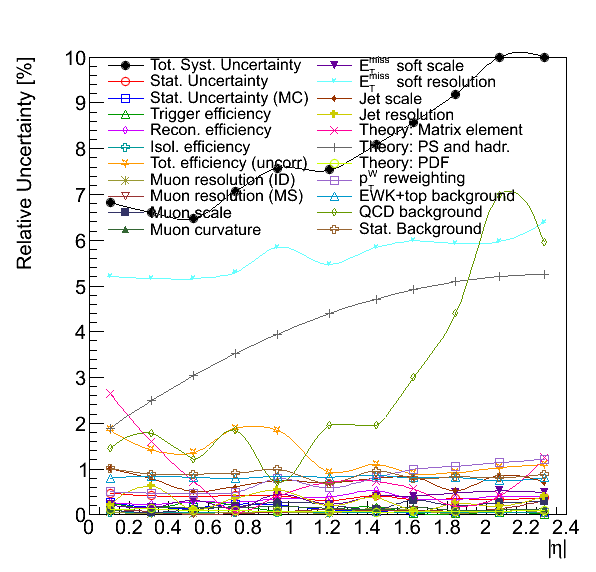 Relative Uncertainty [%]
10
9
8
7
6
5
4
3
2
1
0
Tot. Syst. Uncertainty
Stat. Uncertainty
Stat. Uncertainty (MC)
Trigger efficiency
Recon. efficiency
Isol. efficiency
Tot. efficiency (uncorr)
Muon resolution (ID)
Muon resolution (MS)
Muon scale
Muon curvature
E_T^miss soft scale
E_T^miss soft resolution
Jet scale
Jet resolution
Theory: Matrix element
Theory: PS and hadr.
Theory: PDF
p_T^W reweighting
EWK+top background
QCD background
Stat. Background
0 0.2 0.4 0.6 0.8 1 1.2 1.4 1.6 1.8 2 2.2 2.4
|η|